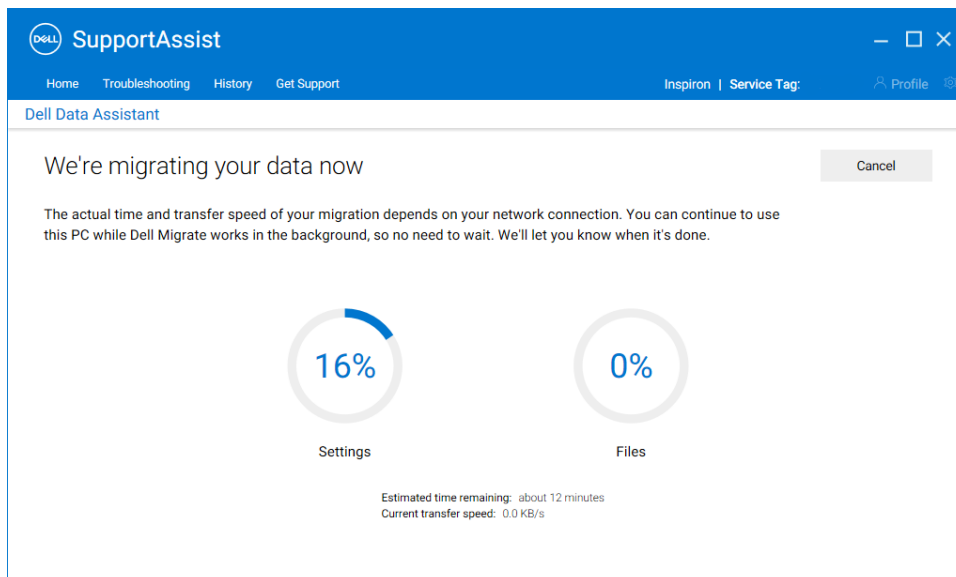 DELL SupportAssist
Home Troubleshooting History Get Support Inspiron | Service Tag: Profile
Dell Data Assistant
We're migrating your data now
Cancel
The actual time and transfer speed of your migration depends on your network connection. You can continue to use
this PC while Dell Migrate works in the background, so no need to wait. We'll let you know when it's done.
16% 0%
Settings Files
Estimated time remaining: about 12 minutes
Current transfer speed: 0.0 KB/s